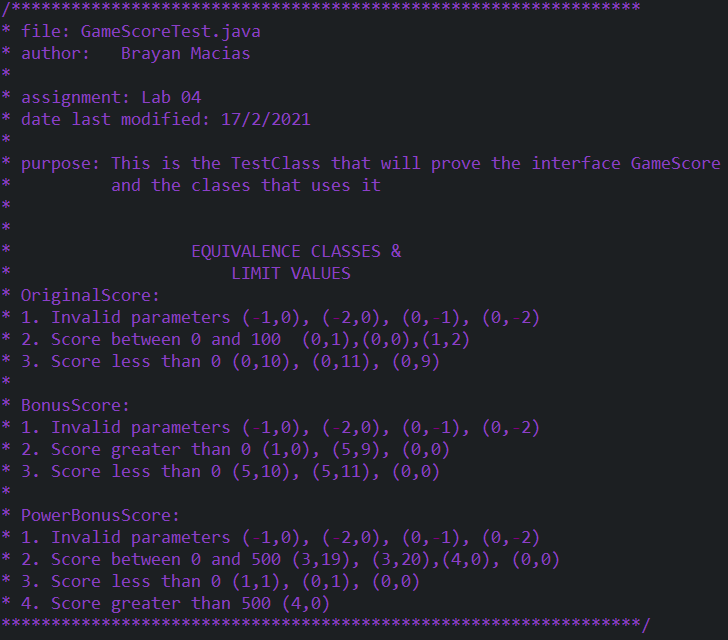 /***************************************************************
* file: GameScoreTest.java
* author:   Brayan Macias
*
* assignment: Lab 04
* date last modified: 17/2/2021
*
* purpose: This is the TestClass that will prove the interface GameScore
*          and the clases that uses it
*
*
*                  EQUIVALENCE CLASSES &
*                      LIMIT VALUES
* OriginalScore:
* 1. Invalid parameters (-1,0), (-2,0), (0,-1), (0,-2)
* 2. Score between 0 and 100  (0,1),(0,0),(1,2)
* 3. Score less than 0 (0,10), (0,11), (0,9)
*
* BonusScore:
* 1. Invalid parameters (-1,0), (-2,0), (0,-1), (0,-2)
* 2. Score greater than 0 (1,0), (5,9), (0,0)
* 3. Score less than 0 (5,10), (5,11), (0,0)
*
* PowerBonusScore:
* 1. Invalid parameters (-1,0), (-2,0), (0,-1), (0,-2)
* 2. Score between 0 and 500 (3,19), (3,20),(4,0), (0,0)
* 3. Score less than 0 (1,1), (0,1), (0,0)
* 4. Score greater than 500 (4,0)
****************************************************************/